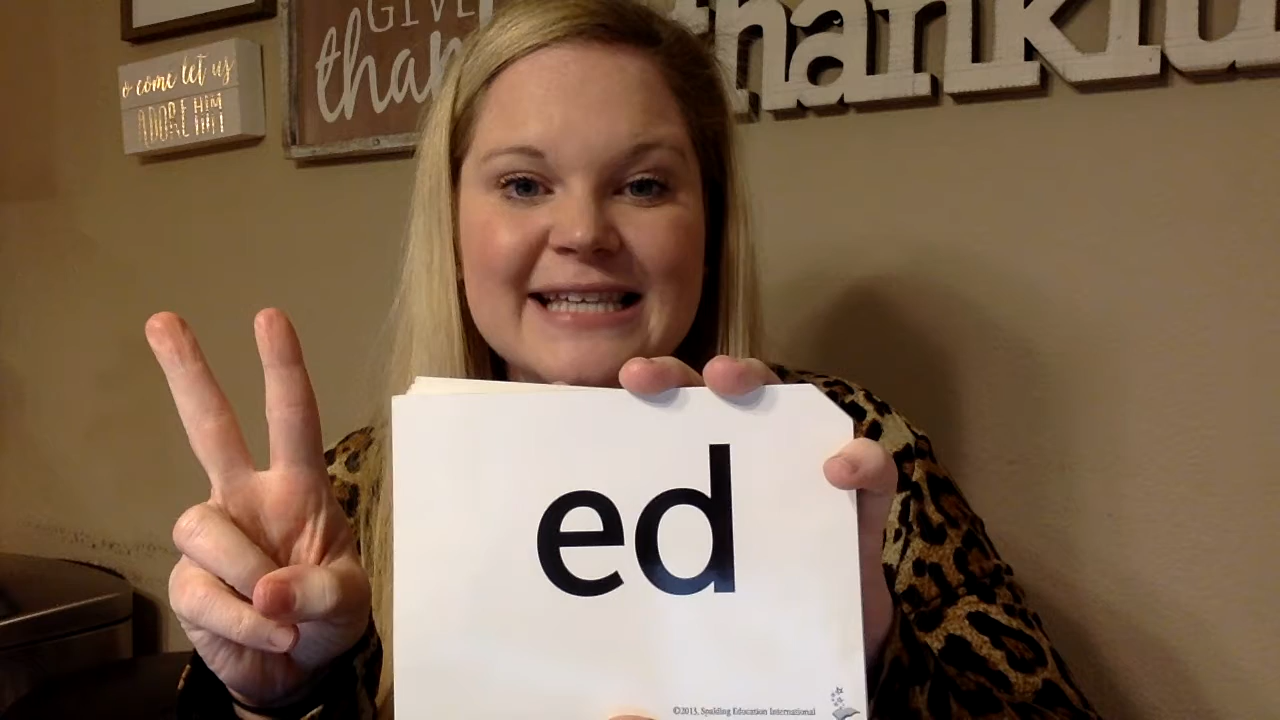 GIVE
than
thankfu
o come let us
ADORE HIM
ed
©2013, Spalding Education International